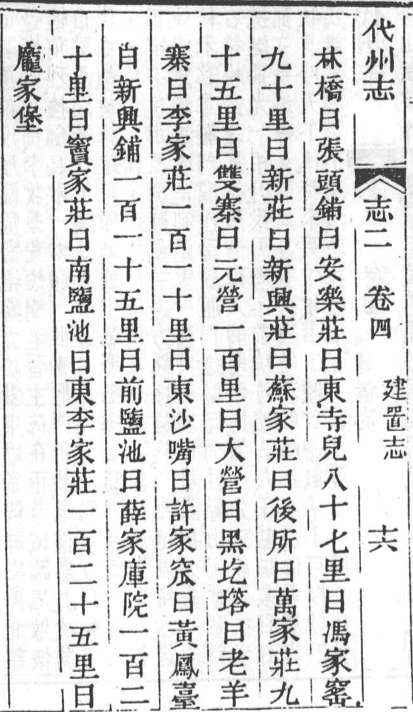 代州志 志二 卷四 建置志 十六
林橋曰張頭鋪曰安樂莊曰東寺兒八十七里曰馮家窰
九十里曰新莊曰新興莊曰蘇家莊曰後所曰萬家莊九
十五里曰雙寨曰元營 百里曰大營曰黑圪塔曰老羊
寨曰李家莊 百一十里曰東沙嘴曰許家窊曰黃鳳臺
曰新興鋪 百一十五里曰前鹽池曰薛家庫院一百二
十里曰竇家莊曰南鹽池曰東李家莊 百二十五里曰
龐家堡